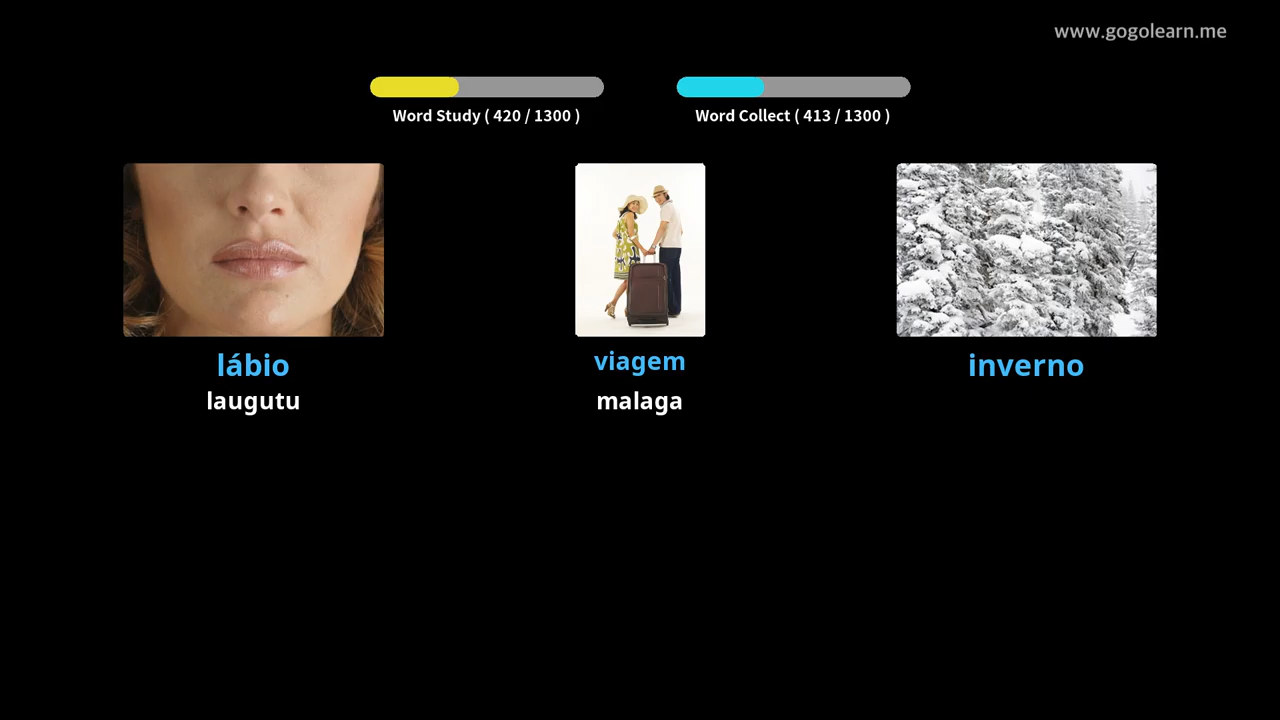 www.gogolearn.me
Word Study ( 420 / 1300 )
Word Collect ( 413 / 1300 )
lábio
laugutu
viagem
malaga
inverno